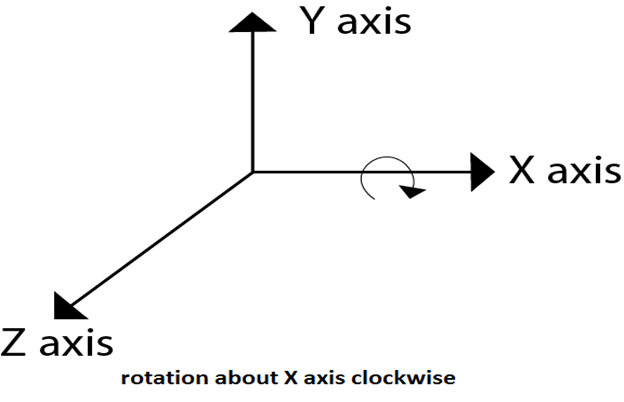 Y axis
X axis
Z axis
rotation about X axis clockwise